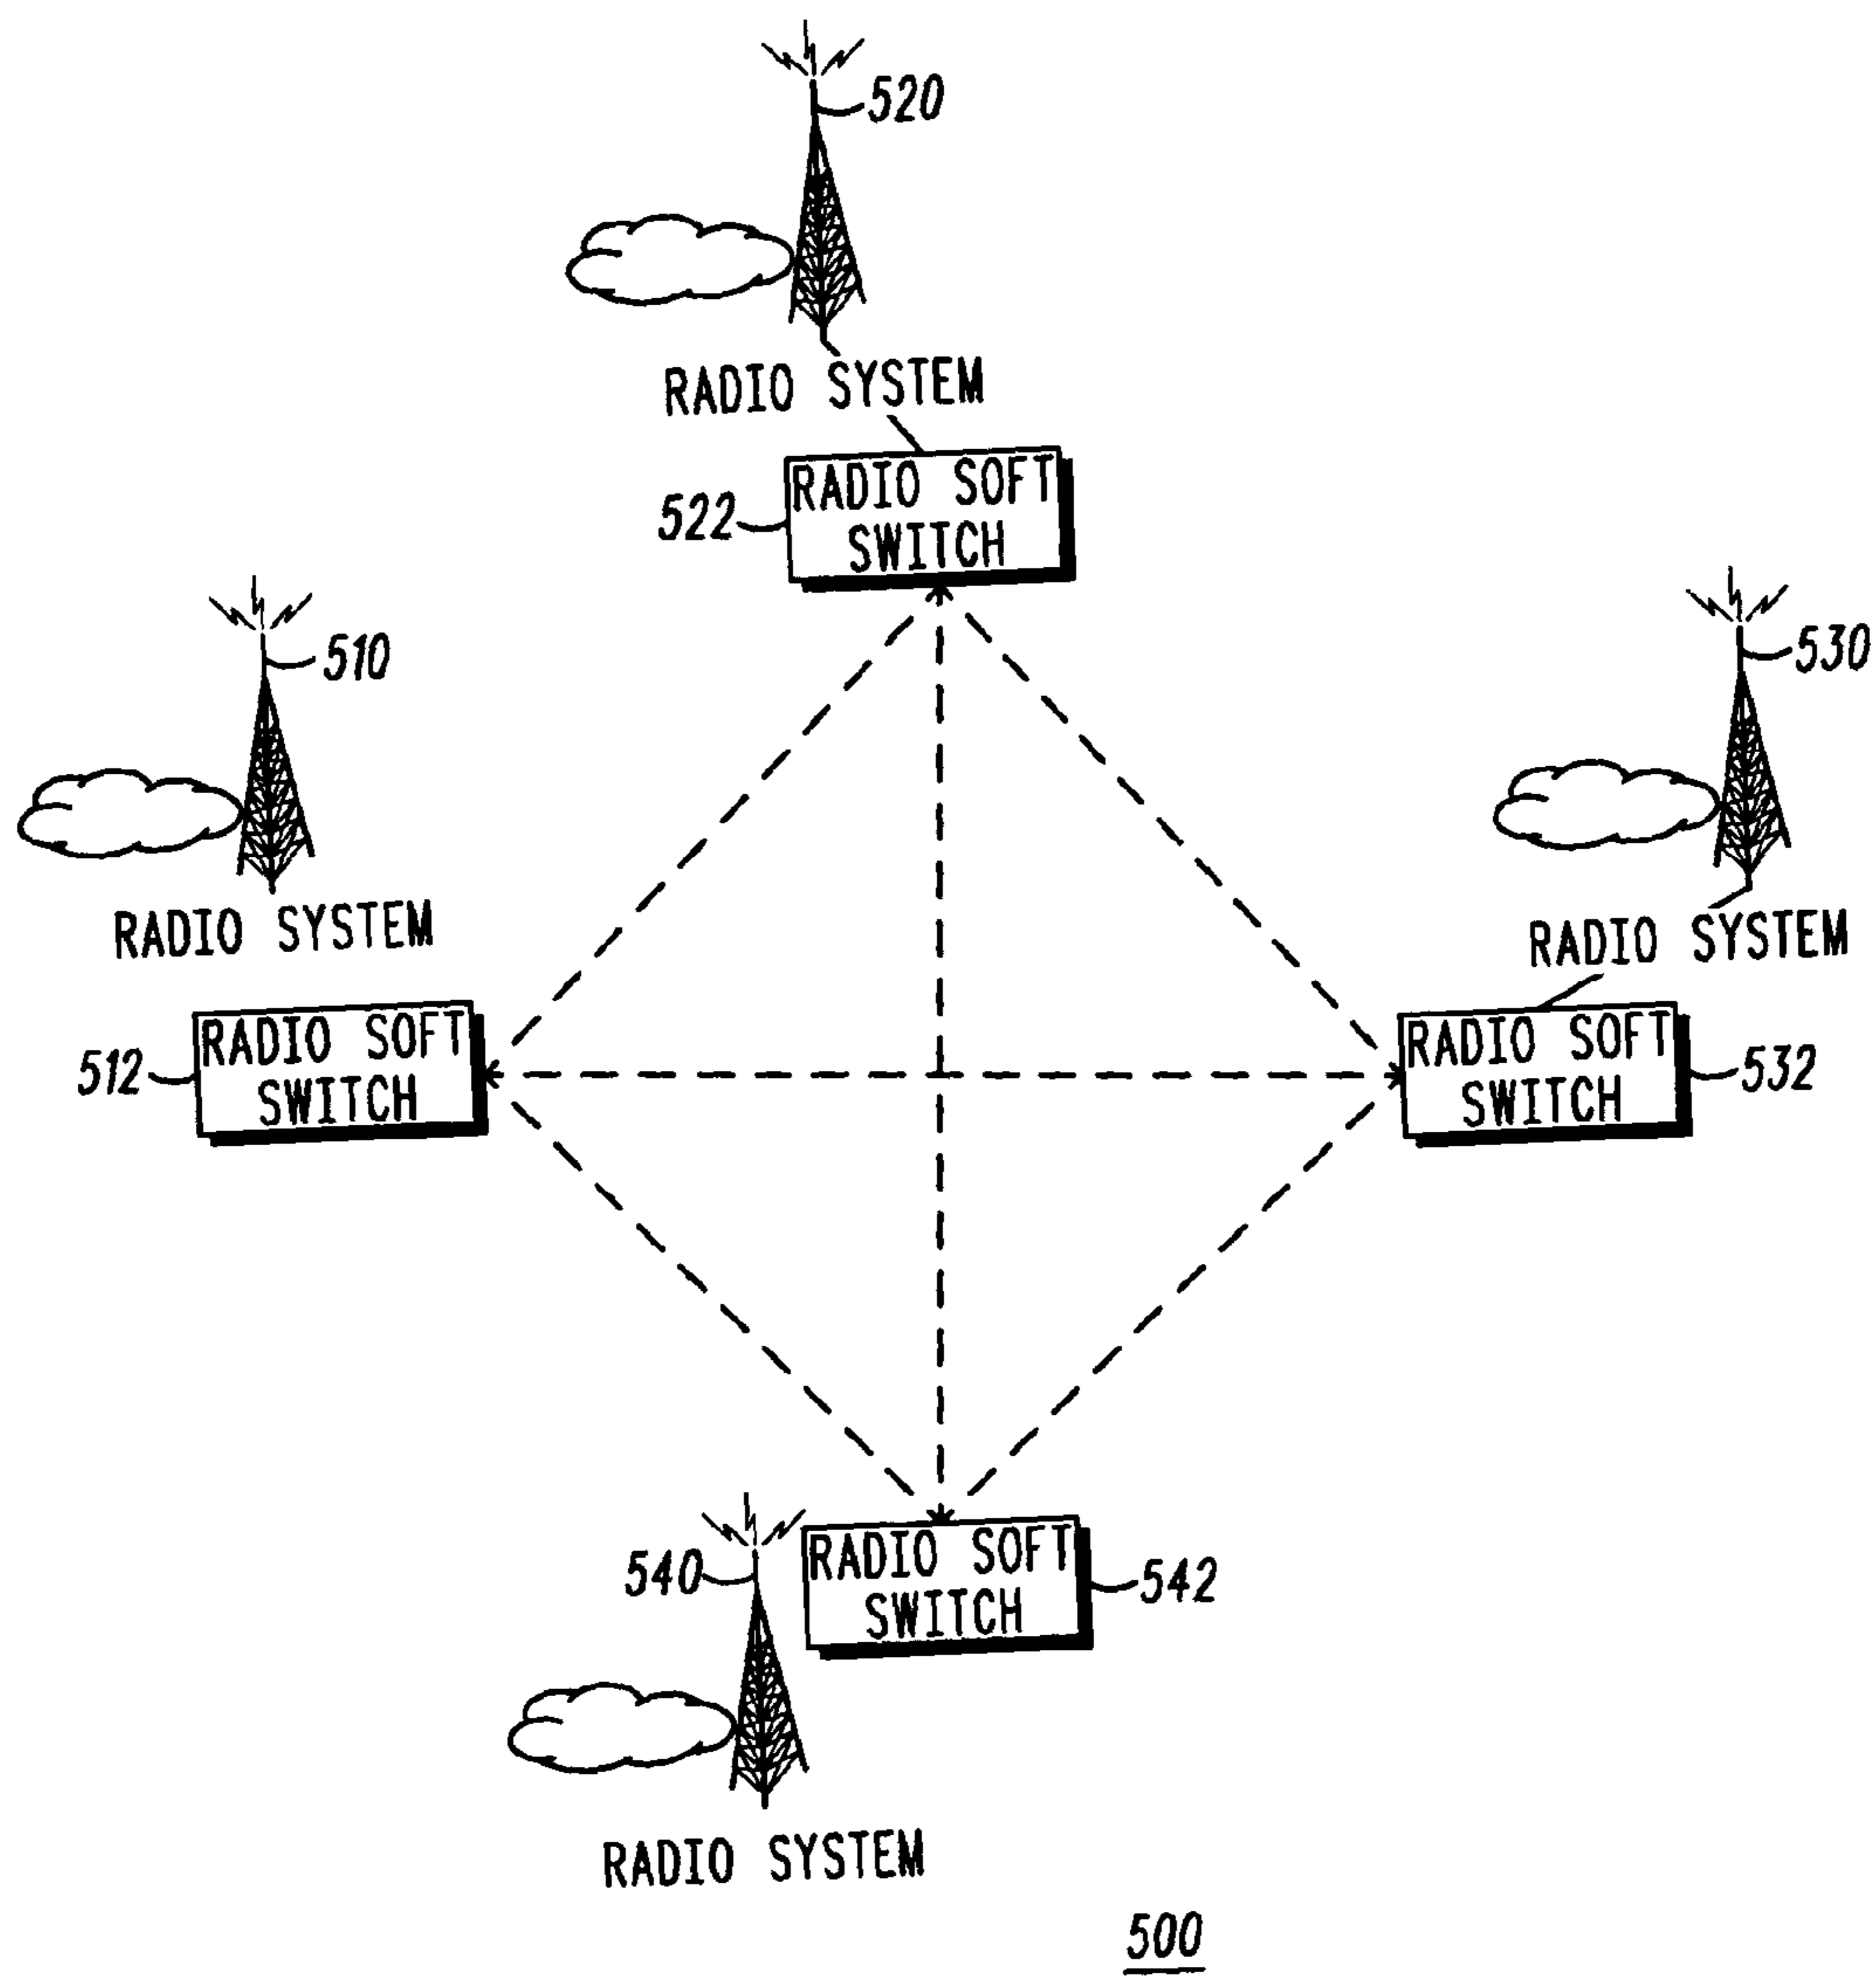 520
RADIO SYSTEM
RADIO SOFT
SWITCH
522
510
530
RADIO SYSTEM
RADIO SYSTEM
RADIO SOFT
SWITCH
512
RADIO SOFT
SWITCH
532
540
RADIO SOFT
SWITCH
542
RADIO SYSTEM
500